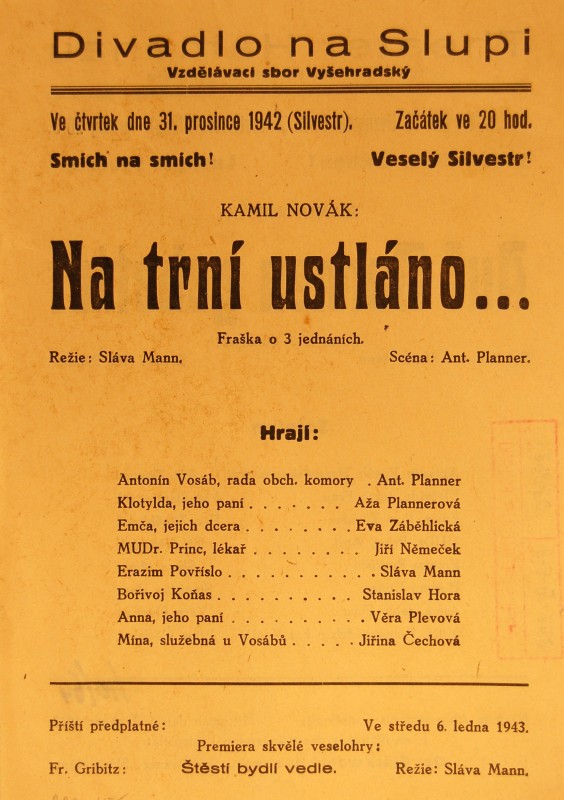 Divadlo na Slupi
Vzdělávací sbor Vyšehradský
Ve čtvrtek dne 31. prosince 1942 (Silvestr). Začátek ve 20 hod.
Smích na smích! Veselý Silvestr!
KAMIL NOVÁK:
Na trní ustláno...
Fraška o 3 jednáních.
Režie: Sláva Mann. Scéna: Ant. Planner.
Hrají:
Antonín Vosáb, rada obch. komory . Ant. Planner
Klotylda, jeho paní . . . . . . . Aža Plannerová
Emča, jejich dcera . . . . . . . . Eva Záběhlická
MUDr. Princ, lékař . . . . . . . . Jiří Němeček
Erazim Povříslo . . . . . . . . . . . Sláva Mann
Bořivoj Koňas . . . . . . . . . . Stanislav Hora
Anna, jeho paní . . . . . . . . . . Věra Plevová
Mína, služebná u Vosábů . . . . . Jiřina Čechová
Příští předplatné: Ve středu 6. ledna 1943.
Premiera skvělé veselohry:
Fr. Gribitz: Štěstí bydlí vedle. Režie: Sláva Mann.